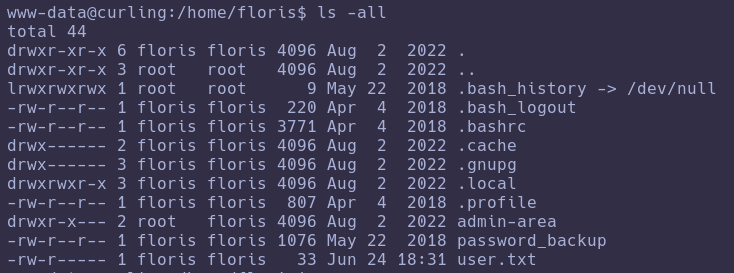 www-data@curling:/home/floris$ ls -all
total 44
drwxr-xr-x 6 floris floris 4096 Aug  2  2022 .
drwxr-xr-x 3 root   root   4096 Aug  2  2022 ..
lrwxrwxrwx 1 root   root      9 May 22  2018 .bash_history -> /dev/null
-rw-r--r-- 1 floris floris  220 Apr  4  2018 .bash_logout
-rw-r--r-- 1 floris floris 3771 Apr  4  2018 .bashrc
drwx------ 2 floris floris 4096 Aug  2  2022 .cache
drwx------ 3 floris floris 4096 Aug  2  2022 .gnupg
drwxrwxr-x 3 floris floris 4096 Aug  2  2022 .local
-rw-r--r-- 1 floris floris  807 Apr  4  2018 .profile
drwxr-x--- 2 root   floris 4096 Aug  2  2022 admin-area
-rw-r--r-- 1 floris floris 1076 May 22  2018 password_backup
-rw-r----- 1 floris floris   33 Jun 24 18:31 user.txt